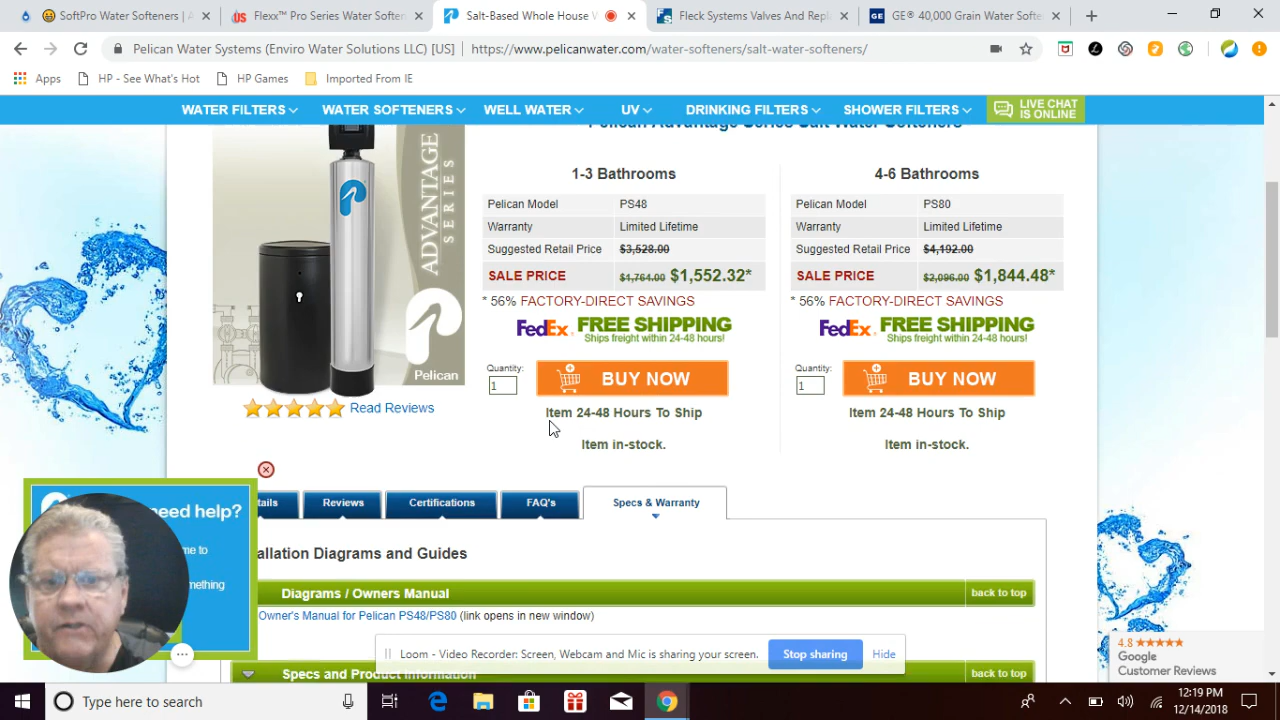 SoftPro Water Softeners | A
Flexx™ Pro Series Water Soften
Salt-Based Whole House W
Fleck Systems Valves And Repl
GE® 40,000 Grain Water Softe
Pelican Water Systems (Enviro Water Solutions LLC) [US] | https://www.pelicanwater.com/water-softeners/salt-water-softeners/
Apps HP - See What's Hot HP Games Imported From IE
WATER FILTERS WATER SOFTENERS WELL WATER UV DRINKING FILTERS SHOWER FILTERS LIVE CHAT IS ONLINE
Pelican Advantage Series Salt Water Softeners
ADVANTAGE SERIES
Pelican
1-3 Bathrooms
Pelican Model PS48
Warranty Limited Lifetime
Suggested Retail Price $3,528.00
SALE PRICE $1,764.00 $1,552.32*
* 56% FACTORY-DIRECT SAVINGS
FedEx FREE SHIPPING
Ships freight within 24-48 hours!
Quantity:
1 BUY NOW
Item 24-48 Hours To Ship
Item in-stock.
4-6 Bathrooms
Pelican Model PS80
Warranty Limited Lifetime
Suggested Retail Price $4,192.00
SALE PRICE $2,096.00 $1,844.48*
* 56% FACTORY-DIRECT SAVINGS
FedEx FREE SHIPPING
Ships freight within 24-48 hours!
Quantity:
1 BUY NOW
Item 24-48 Hours To Ship
Item in-stock.
Read Reviews
tails Reviews Certifications FAQ's Specs & Warranty
need help?
me to
mething
allation Diagrams and Guides
Diagrams / Owners Manual back to top
Owner's Manual for Pelican PS48/PS80 (link opens in new window)
Loom - Video Recorder: Screen, Webcam and Mic is sharing your screen. Stop sharing Hide
Specs and Product Information back to top
4.8
Google
Customer Reviews
Type here to search
12:19 PM
12/14/2018